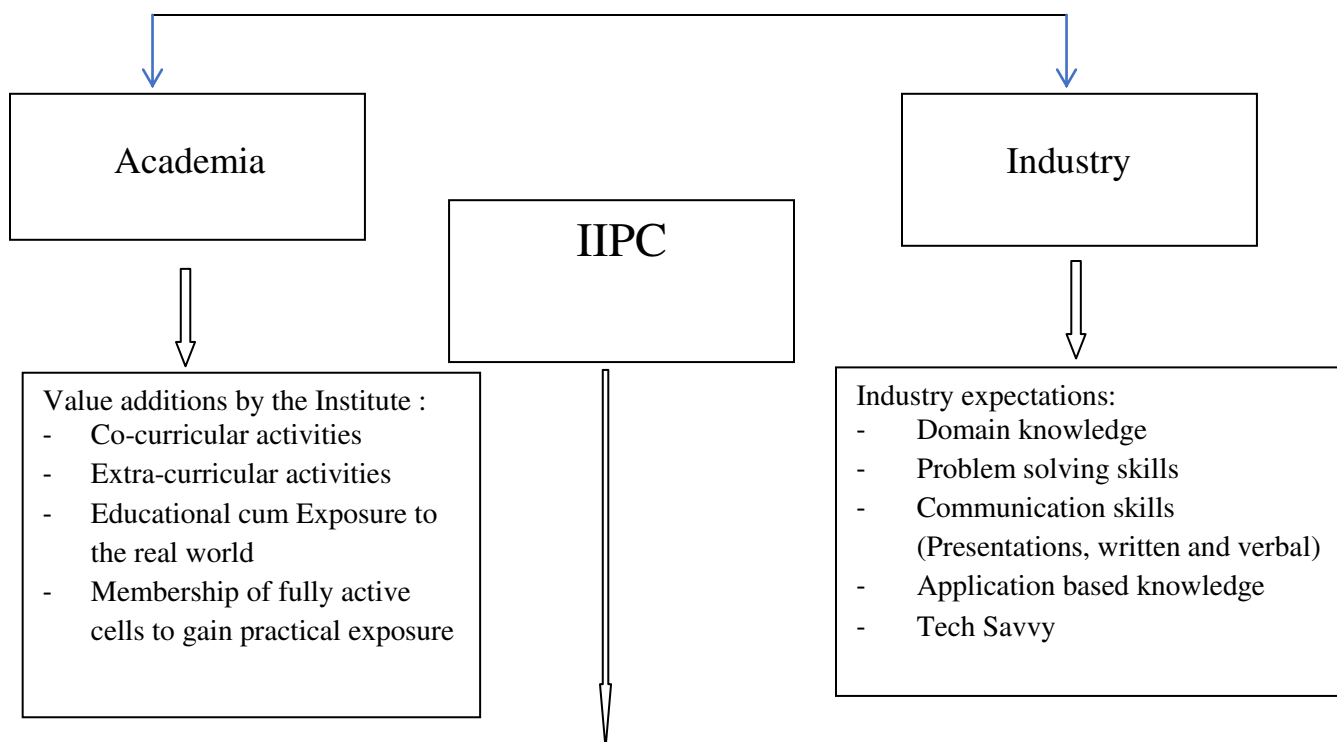 Academia
Industry
IIPC
Value additions by the Institute :
- Co-curricular activities
- Extra-curricular activities
- Educational cum Exposure to
the real world
- Membership of fully active
cells to gain practical exposure
Industry expectations:
- Domain knowledge
- Problem solving skills
- Communication skills
(Presentations, written and verbal)
- Application based knowledge
- Tech Savvy